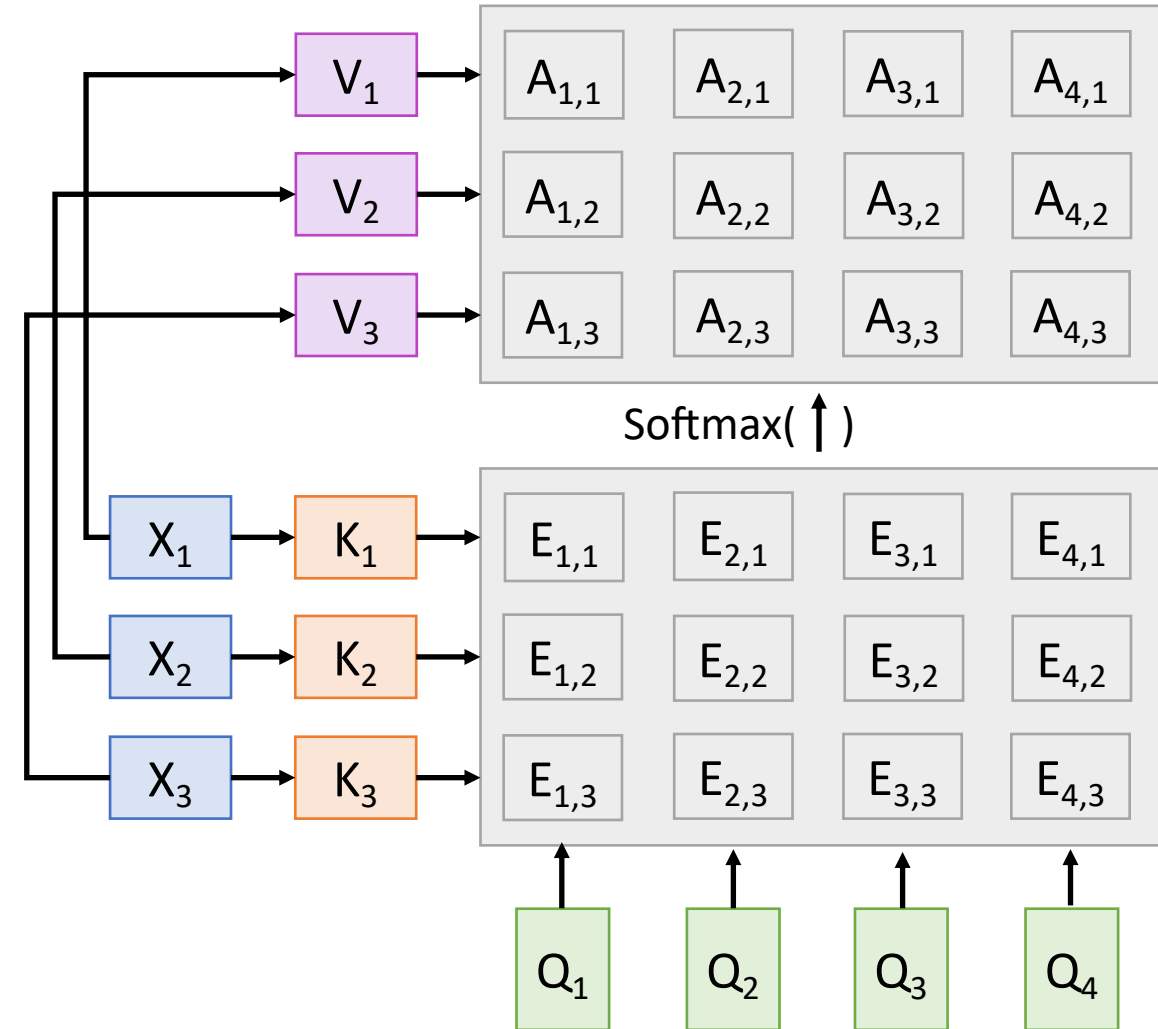 V1 A1,1 A2,1 A3,1 A4,1
V2 A1,2 A2,2 A3,2 A4,2
V3 A1,3 A2,3 A3,3 A4,3
Softmax( ↑ )
X1 K1 E1,1 E2,1 E3,1 E4,1
X2 K2 E1,2 E2,2 E3,2 E4,2
X3 K3 E1,3 E2,3 E3,3 E4,3
Q1 Q2 Q3 Q4